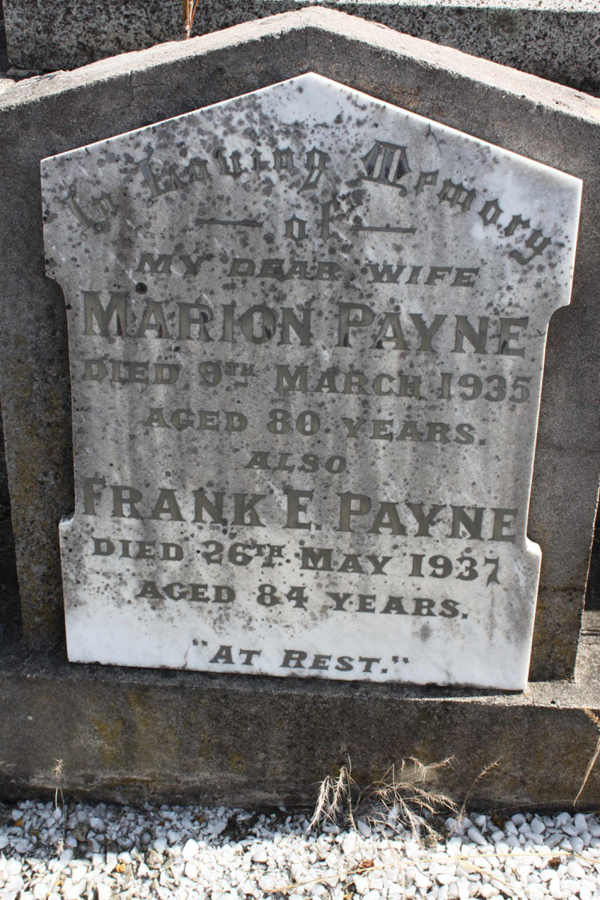 In Loving Memory
— of —
MY DEAR WIFE
MARION PAYNE
DIED 9TH MARCH 1935
AGED 80 YEARS.
ALSO
FRANK E. PAYNE
DIED 26TH MAY 1937
AGED 84 YEARS.
"AT REST."